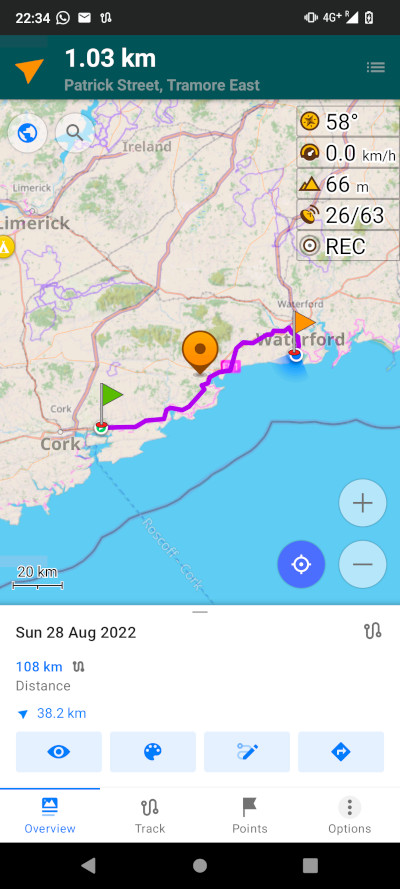 22:34
4G+ R
1.03 km
Patrick Street, Tramore East
58°
0.0 km/h
66 m
26/63
REC
Ireland
Limerick
Limerick
Waterford
Waterford
Cork
Cork
Roscoff - Cork
20 km
Sun 28 Aug 2022
108 km
Distance
38.2 km
Overview
Track
Points
Options